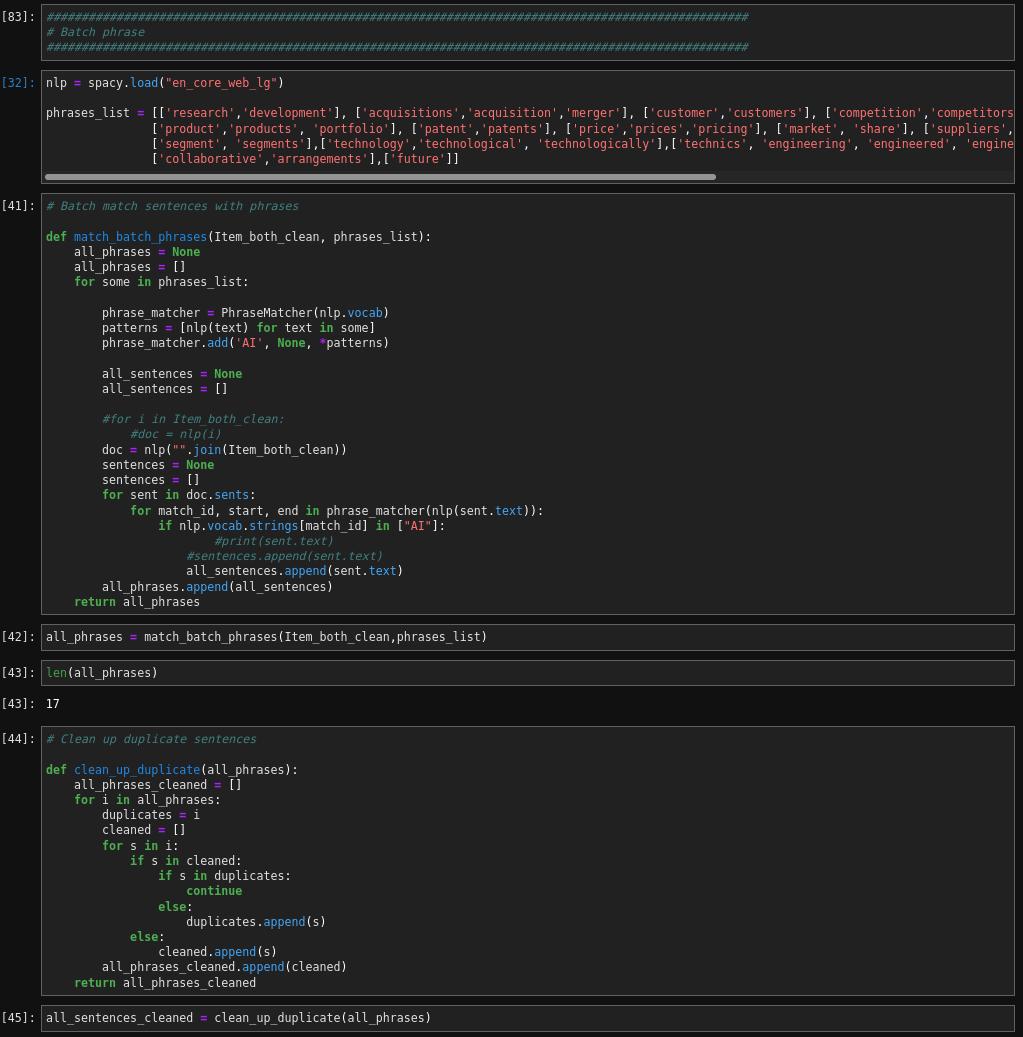 [83]: ####################################################################################################
# Batch phrase
####################################################################################################
[32]: nlp = spacy.load("en_core_web_lg")
phrases_list = [['research','development'], ['acquisitions','acquisition','merger'], ['customer','customers'], ['competition','competitors
['product','products', 'portfolio'], ['patent','patents'], ['price','prices','pricing'], ['market', 'share'], ['suppliers',
['segment', 'segments'],['technology','technological', 'technologically'],['technics', 'engineering', 'engineered', 'engine
['collaborative','arrangements'],['future']]
[41]: # Batch match sentences with phrases
def match_batch_phrases(Item_both_clean, phrases_list):
    all_phrases = None
    all_phrases = []
    for some in phrases_list:
        phrase_matcher = PhraseMatcher(nlp.vocab)
        patterns = [nlp(text) for text in some]
        phrase_matcher.add('AI', None, *patterns)
        all_sentences = None
        all_sentences = []
        #for i in Item_both_clean:
            #doc = nlp(i)
        doc = nlp("".join(Item_both_clean))
        sentences = None
        sentences = []
        for sent in doc.sents:
            for match_id, start, end in phrase_matcher(nlp(sent.text)):
                if nlp.vocab.strings[match_id] in ["AI"]:
                        #print(sent.text)
                    #sentences.append(sent.text)
                    all_sentences.append(sent.text)
        all_phrases.append(all_sentences)
    return all_phrases
[42]: all_phrases = match_batch_phrases(Item_both_clean,phrases_list)
[43]: len(all_phrases)
[43]: 17
[44]: # Clean up duplicate sentences
def clean_up_duplicate(all_phrases):
    all_phrases_cleaned = []
    for i in all_phrases:
        duplicates = i
        cleaned = []
        for s in i:
            if s in cleaned:
                if s in duplicates:
                    continue
                else:
                    duplicates.append(s)
            else:
                cleaned.append(s)
        all_phrases_cleaned.append(cleaned)
    return all_phrases_cleaned
[45]: all_sentences_cleaned = clean_up_duplicate(all_phrases)